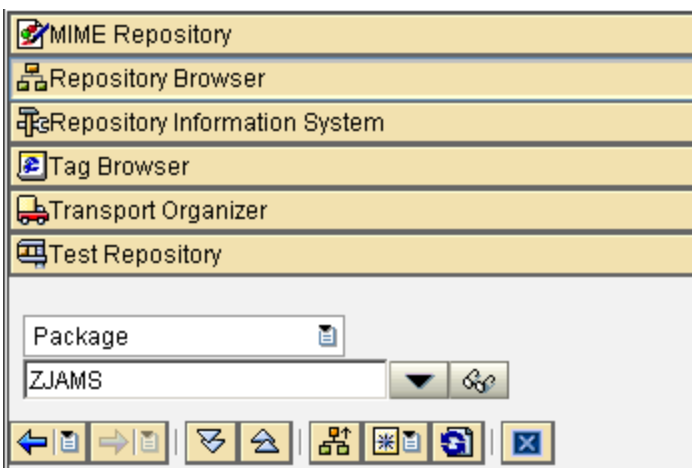 MIME Repository
Repository Browser
Repository Information System
Tag Browser
Transport Organizer
Test Repository
Package
ZJAMS